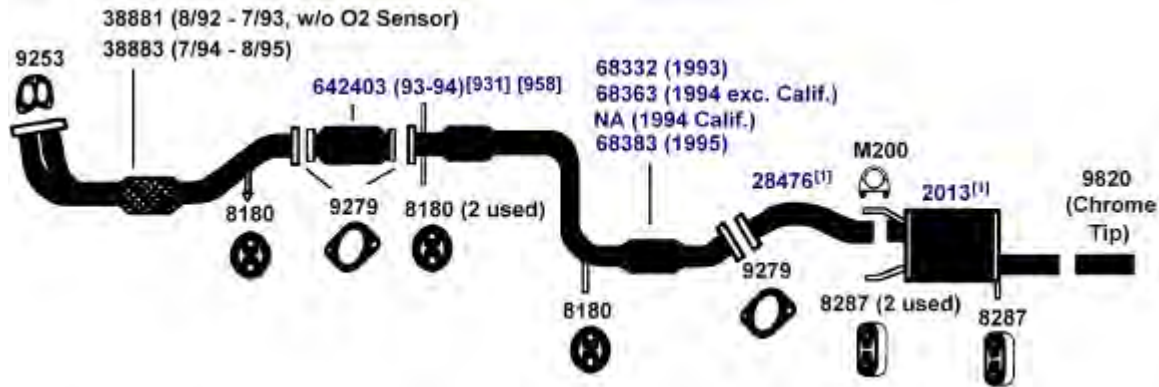 38881 (8/92 - 7/93, w/o O2 Sensor)
38883 (7/94 - 8/95)
9253
642403 (93-94)[931] [958]
68332 (1993)
68363 (1994 exc. Calif.)
NA (1994 Calif.)
68383 (1995)
M200
28476[1]
2013[1]
9820
(Chrome
Tip)
8180
9279
8180 (2 used)
9279
8180
8287 (2 used)
8287